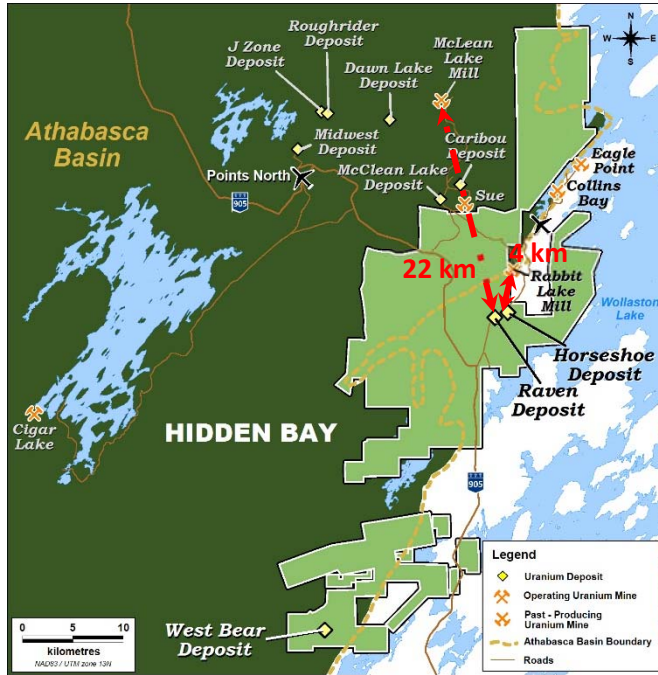 Roughrider
Deposit
J Zone
Deposit
McLean
Lake
Mill
Dawn Lake
Deposit
N
W
E
S
Athabasca
Basin
Midwest
Deposit
Caribou
Deposit
Points North
McClean Lake
Deposit
Eagle
Point
Collins
Bay
Sue
905
22 km
4 km
Rabbit
Lake
Mill
Wollaston
Lake
Horseshoe
Deposit
Raven
Deposit
Cigar
Lake
HIDDEN BAY
905
West Bear
Deposit
0 5 10
kilometres
NAD83 / UTM zone 13N
Legend
Uranium Deposit
Operating Uranium Mine
Past - Producing
Uranium Mine
Athabasca Basin Boundary
Roads